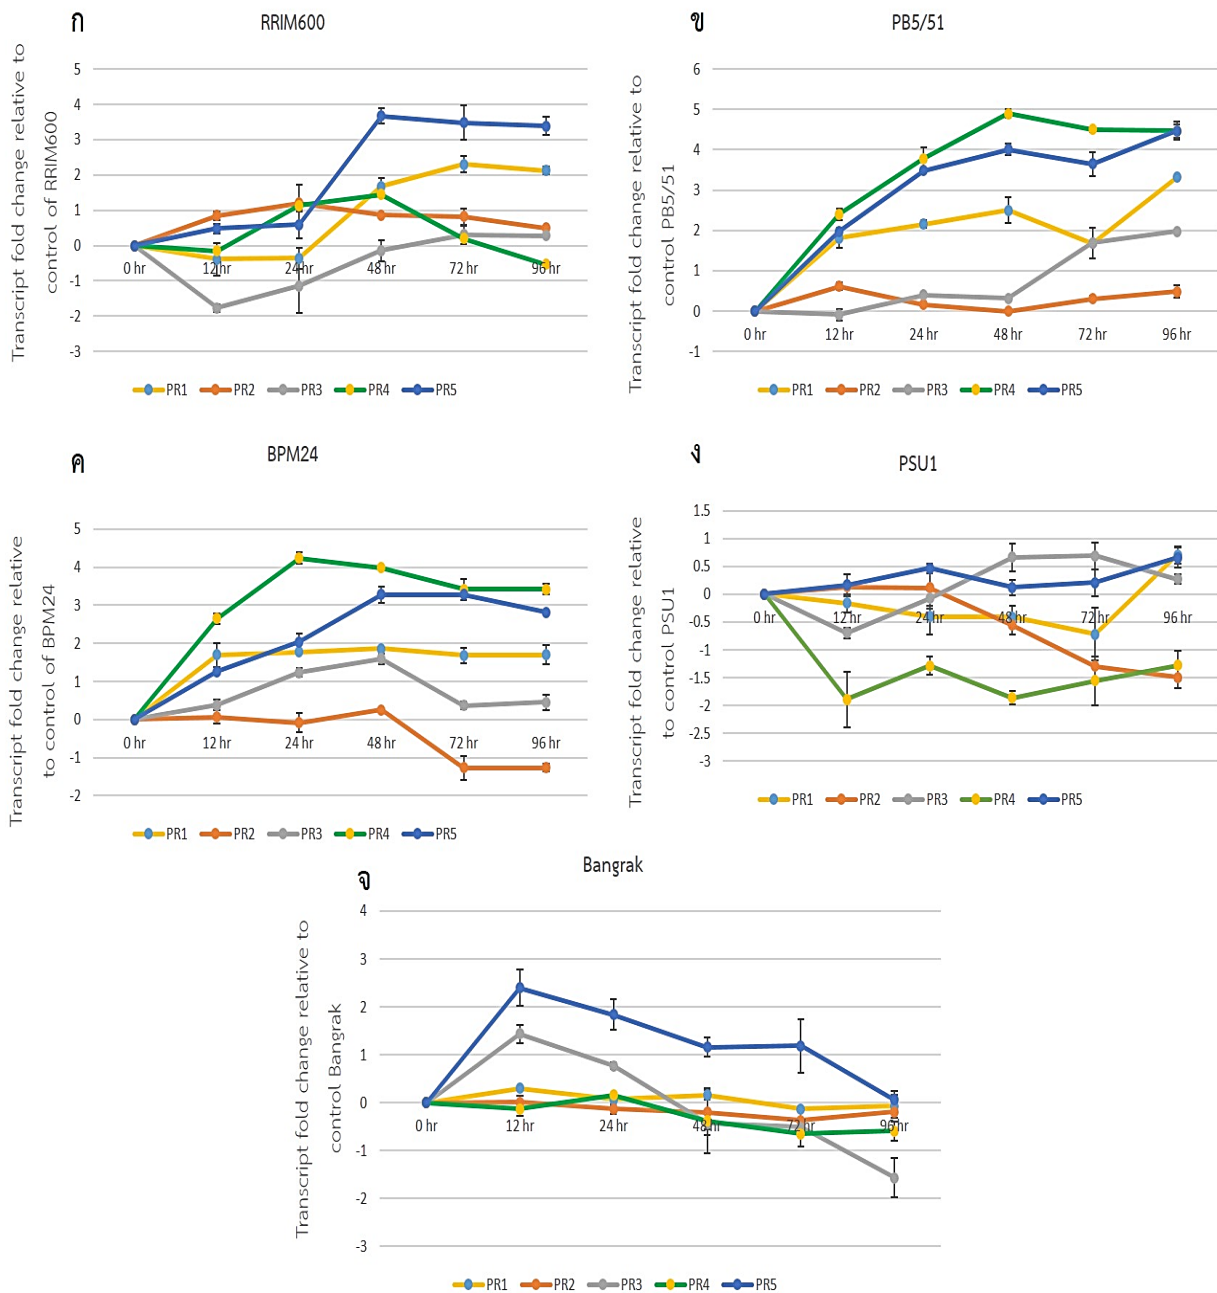 ก
RRIM600
Transcript fold change relative to
control of RRIM600
5
4
3
2
1
0
-1
-2
-3
0 hr
12 hr
24 hr
48 hr
72 hr
96 hr
PR1
PR2
PR3
PR4
PR5
ข
PB5/51
Transcript fold change relative to
control PB5/51
6
5
4
3
2
1
0
-1
0 hr
12 hr
24 hr
48 hr
72 hr
96 hr
PR1
PR2
PR3
PR4
PR5
ค
BPM24
Transcript fold change relative
to control of BPM24
5
4
3
2
1
0
-1
-2
0 hr
12 hr
24 hr
48 hr
72 hr
96 hr
PR1
PR2
PR3
PR4
PR5
ง
PSU1
Transcript fold change relative
to control PSU1
1.5
1
0.5
0
-0.5
-1
-1.5
-2
-2.5
-3
0 hr
12 hr
24 hr
48 hr
72 hr
96 hr
PR1
PR2
PR3
PR4
PR5
จ
Bangrak
Transcript fold change relative to
control Bangrak
4
3
2
1
0
-1
-2
-3
0 hr
12 hr
24 hr
48 hr
72 hr
96 hr
PR1
PR2
PR3
PR4
PR5